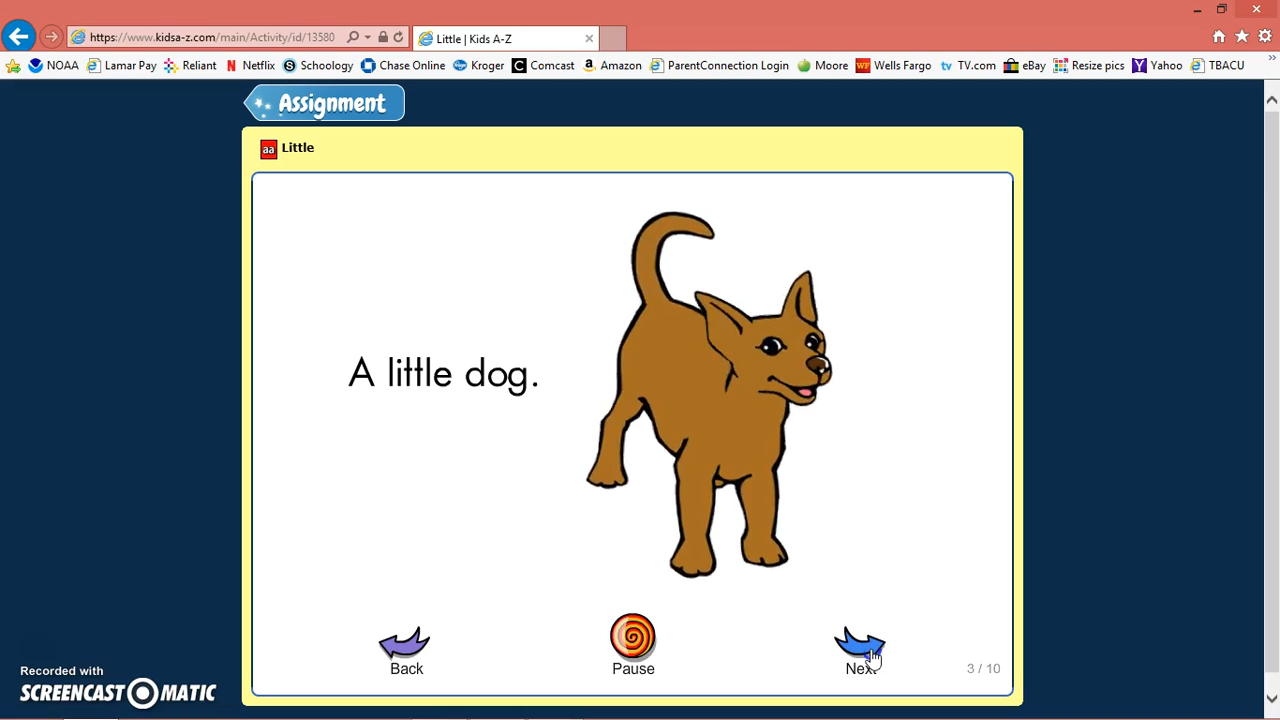 https://www.kidsa-z.com/main/Activity/id/13580
Little | Kids A-Z
NOAA Lamar Pay Reliant Netflix Schoology Chase Online Kroger Comcast Amazon ParentConnection Login Moore Wells Fargo TV.com eBay Resize pics Yahoo TBACU
Assignment
aa Little
A little dog.
Back Pause Next 3 / 10
Recorded with
SCREENCAST-O-MATIC